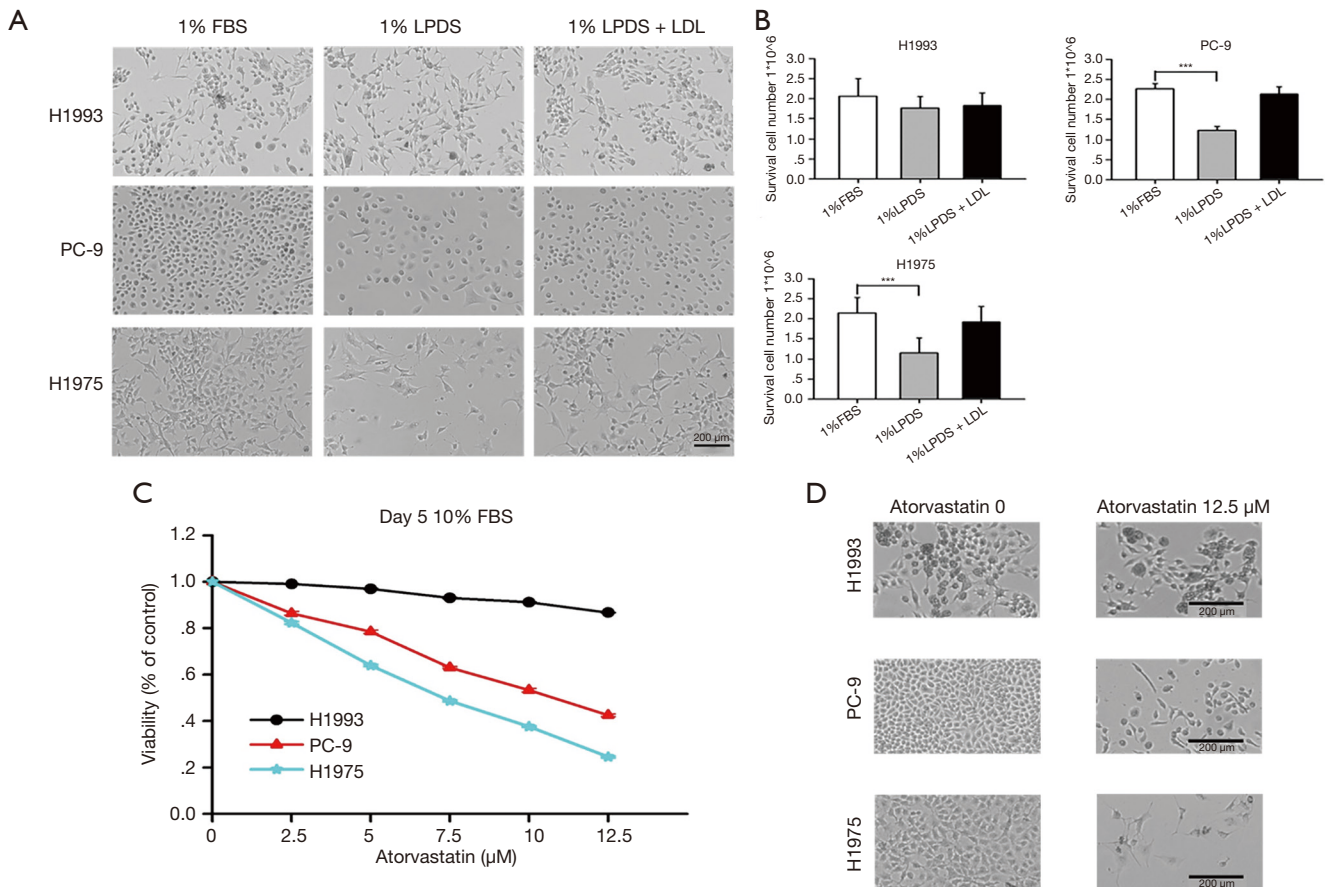 A
1% FBS
1% LPDS
1% LPDS + LDL
H1993
PC-9
H1975
200 μm
B
H1993
Survival cell number 1*10^6
3.0
2.5
2.0
1.5
1.0
.5
0.0
1%FBS
1%LPDS
1%LPDS + LDL
PC-9
***
Survival cell number 1*10^6
3.0
2.5
2.0
1.5
1.0
.5
0.0
1%FBS
1%LPDS
1%LPDS + LDL
H1975
***
Survival cell number 1*10^6
3.0
2.5
2.0
1.5
1.0
.5
0.0
1%FBS
1%LPDS
1%LPDS + LDL
C
Day 5 10% FBS
Viability (% of control)
1.2
1.0
.8
.6
.4
.2
0.0
H1993
PC-9
H1975
0
2.5
5
7.5
10
12.5
Atorvastatin (μM)
D
Atorvastatin 0
Atorvastatin 12.5 μM
H1993
200 μm
PC-9
200 μm
H1975
200 μm